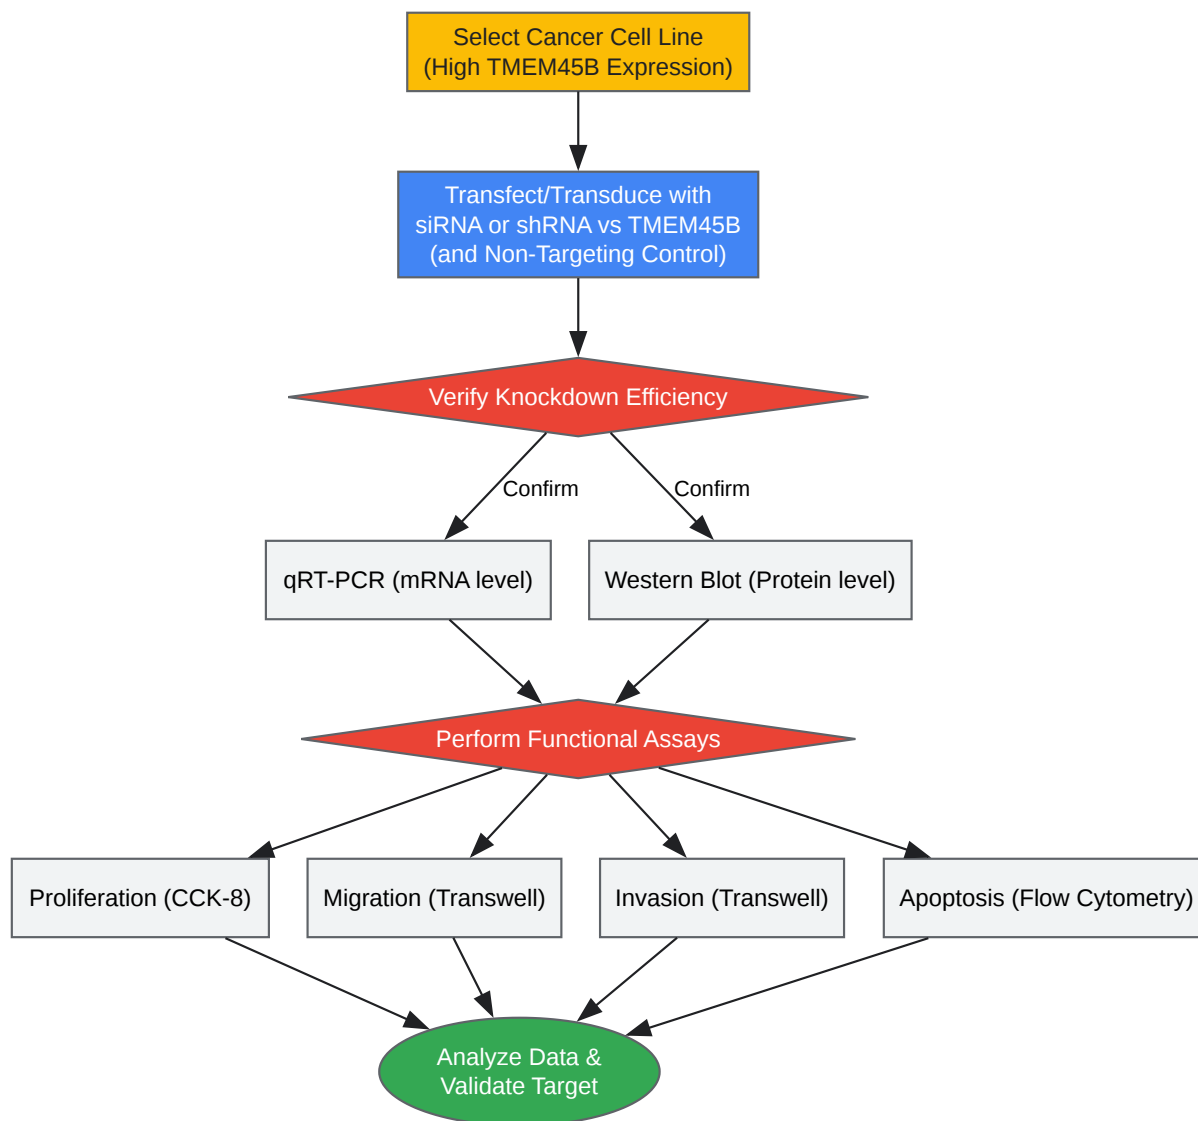 Select Cancer Cell Line
(High TMEM45B Expression)
Transfect/Transduce with
siRNA or shRNA vs TMEM45B
(and Non-Targeting Control)
Verify Knockdown Efficiency
Confirm
Confirm
qRT-PCR (mRNA level)
Western Blot (Protein level)
Perform Functional Assays
Proliferation (CCK-8)
Migration (Transwell)
Invasion (Transwell)
Apoptosis (Flow Cytometry)
Analyze Data &
Validate Target